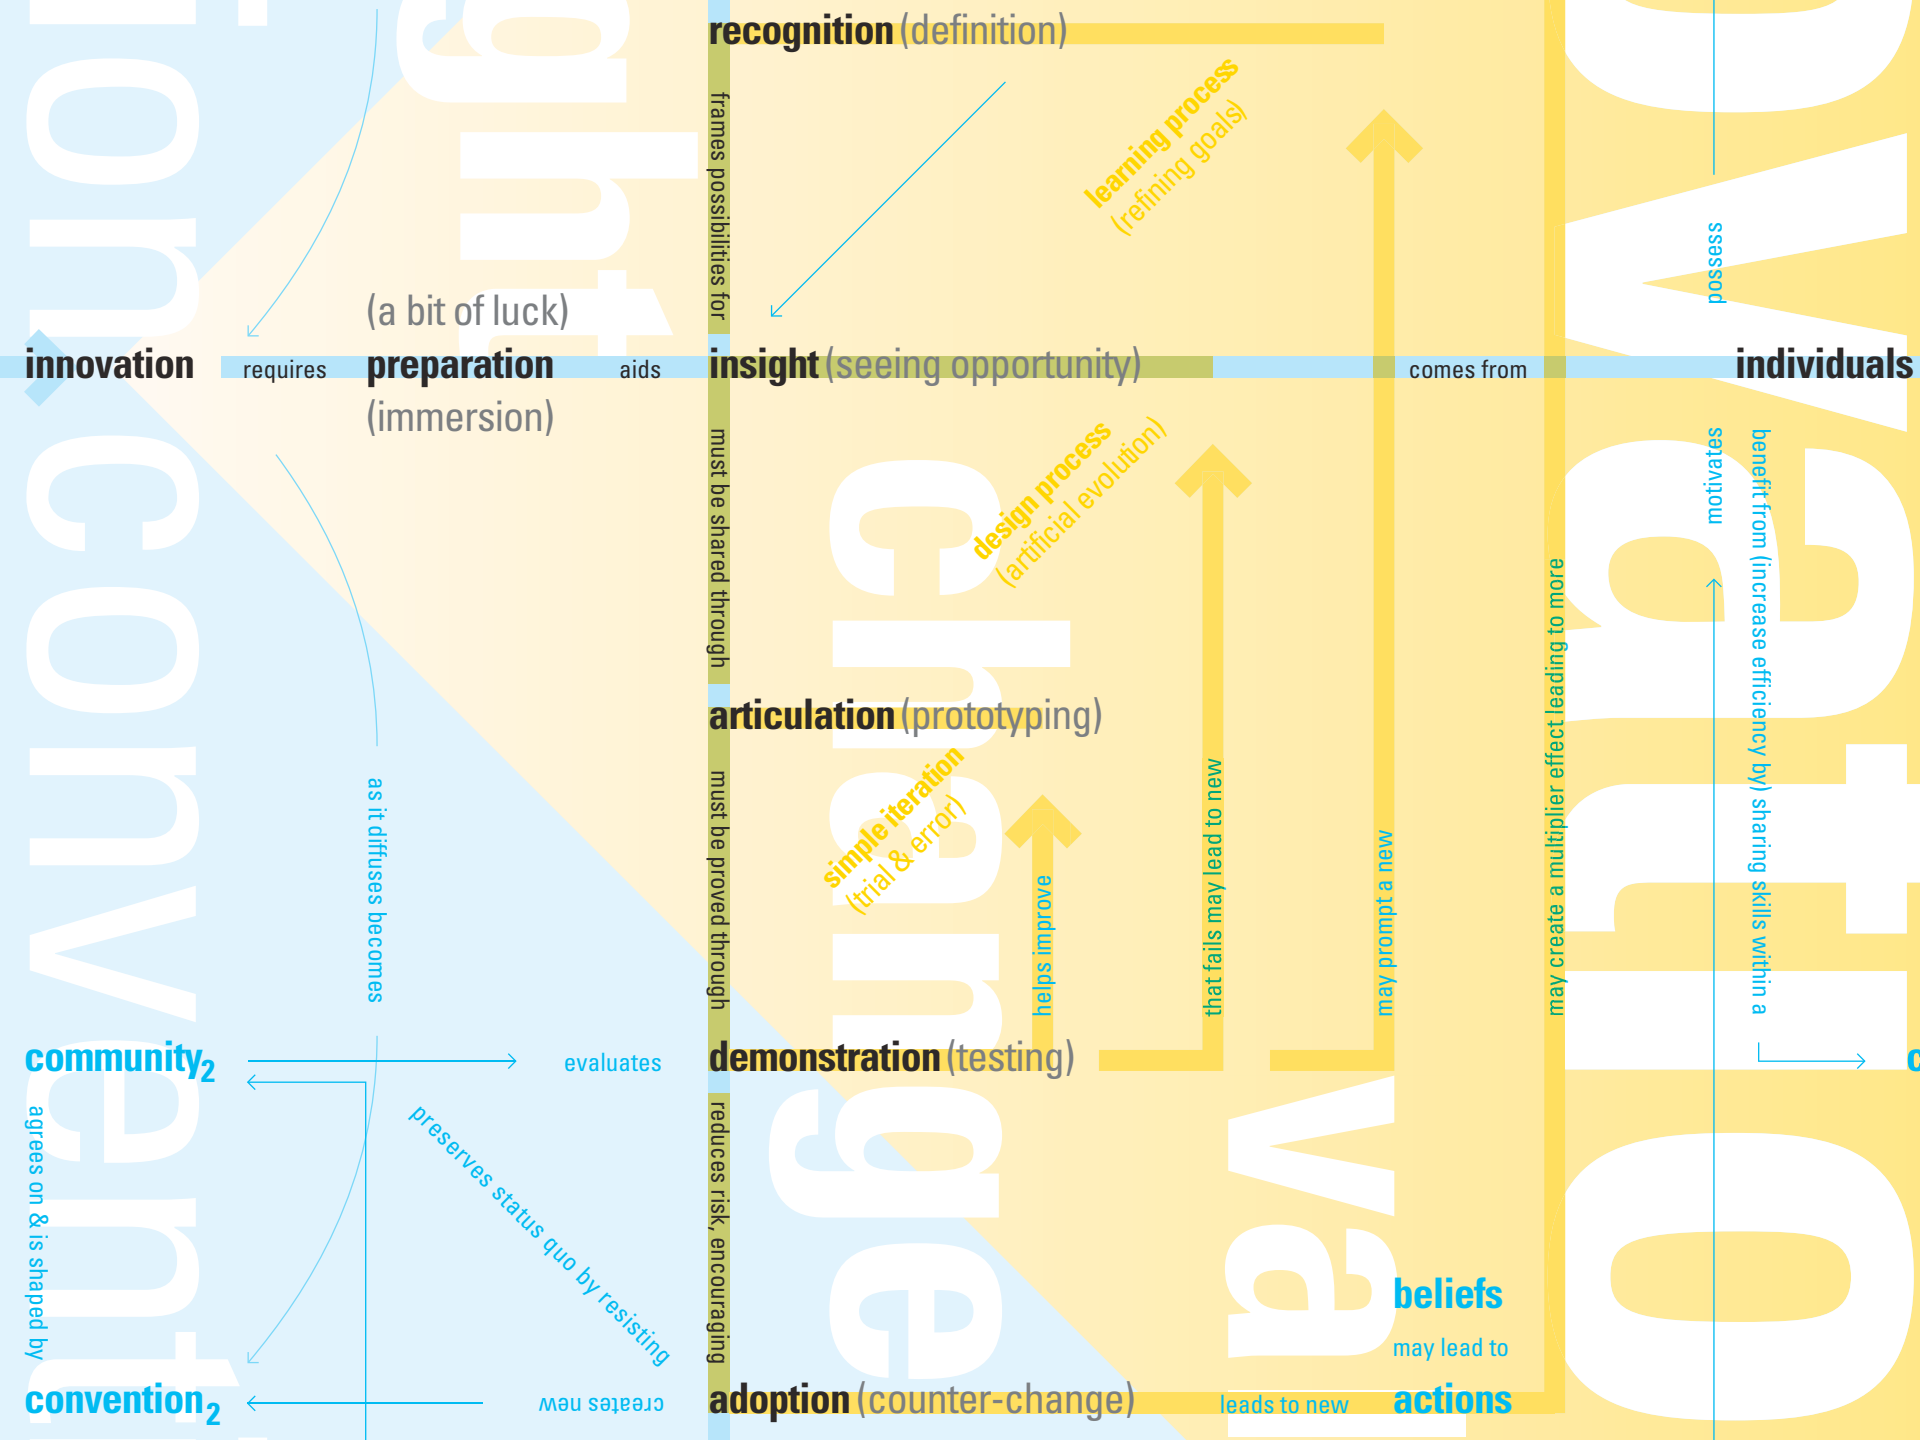 recognition (definition)
frames possibilities for
learning process
(refining goals)
possess
(a bit of luck)
innovation requires preparation aids insight (seeing opportunity) comes from individuals
(immersion)
must be shared through
design process
(artificial evolution)
motivates
benefit from (increase efficiency by) sharing skills within a
articulation (prototyping)
as it diffuses becomes
must be proved through
simple iteration
(trial & error)
helps improve
that fails may lead to new
may prompt a new
may create a multiplier effect leading to more
community2 evaluates demonstration (testing) c
agrees on & is shaped by
preserves status quo by resisting
reduces risk, encouraging
beliefs
may lead to
convention2 creates new adoption (counter-change) leads to new actions
ion convent
ght
change
va
ovatio